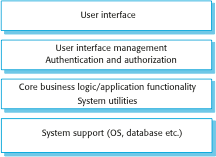 User interface
User interface management
Authentication and authorization
Core business logic/application functionality
System utilities
System support (OS, database etc.)